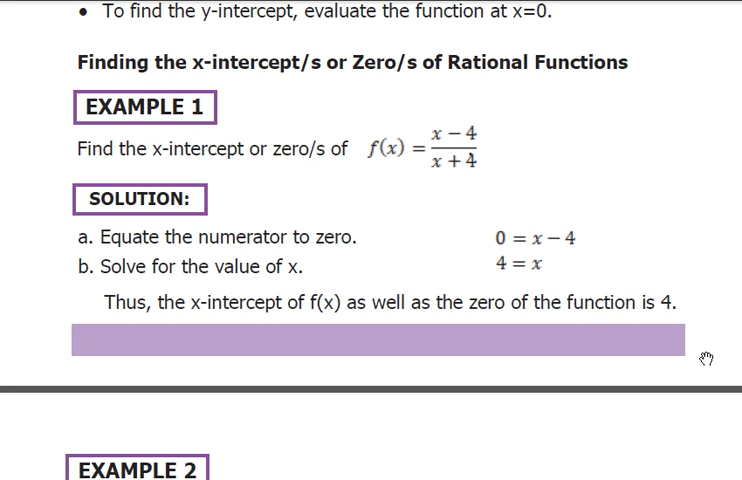 • To find the y-intercept, evaluate the function at x=0.
Finding the x-intercept/s or Zero/s of Rational Functions
EXAMPLE 1
Find the x-intercept or zero/s of f(x) = (x − 4)/(x + 4)
SOLUTION:
a. Equate the numerator to zero. 0 = x − 4
b. Solve for the value of x. 4 = x
Thus, the x-intercept of f(x) as well as the zero of the function is 4.
EXAMPLE 2